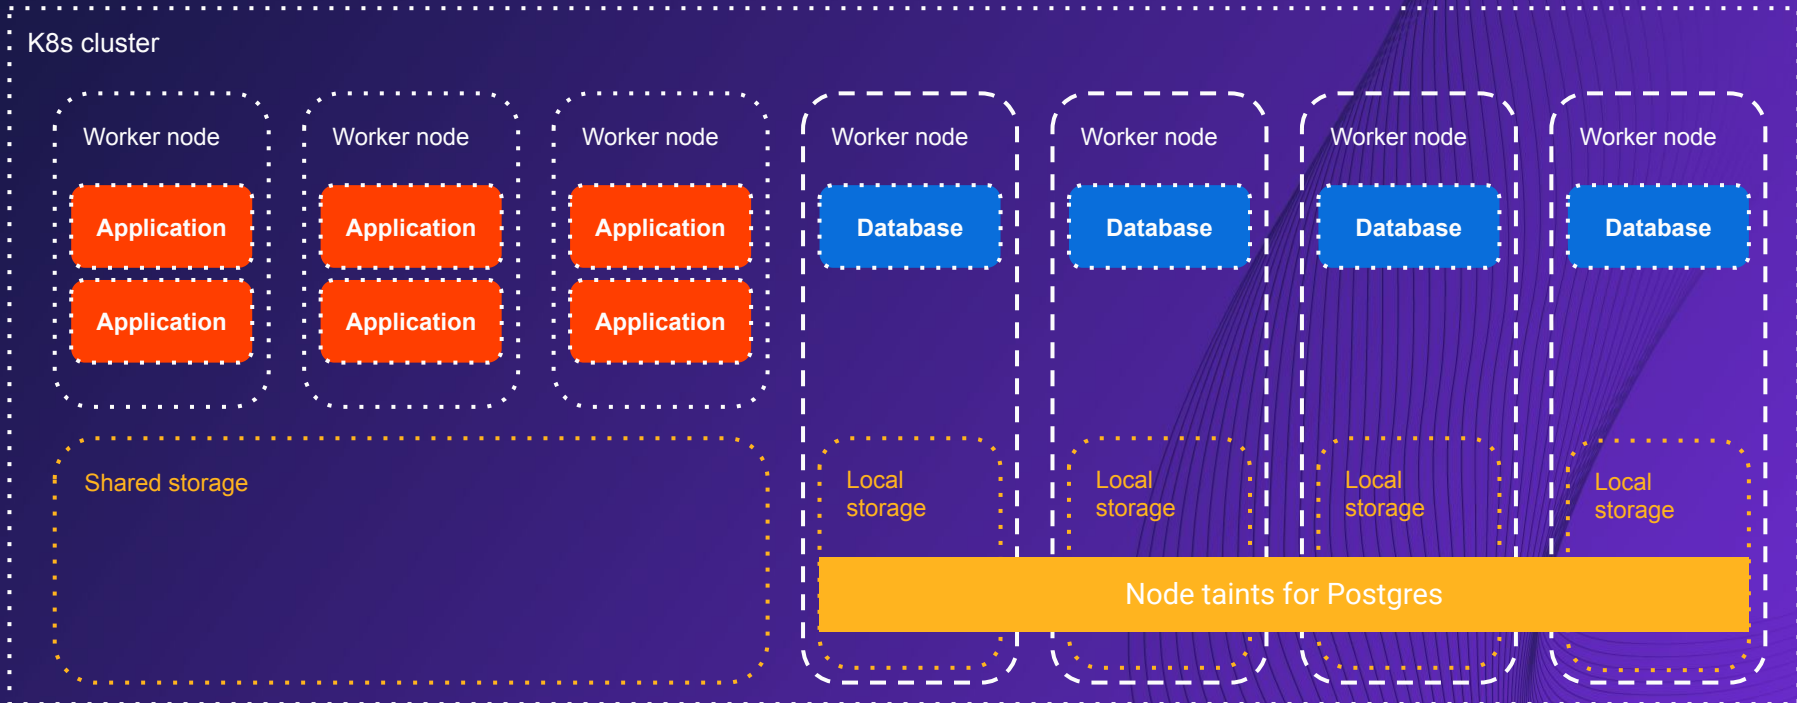 K8s cluster
Worker node
Worker node
Worker node
Worker node
Worker node
Worker node
Worker node
Application
Application
Application
Database
Database
Database
Database
Application
Application
Application
Shared storage
Local
storage
Local
storage
Local
storage
Local
storage
Node taints for Postgres